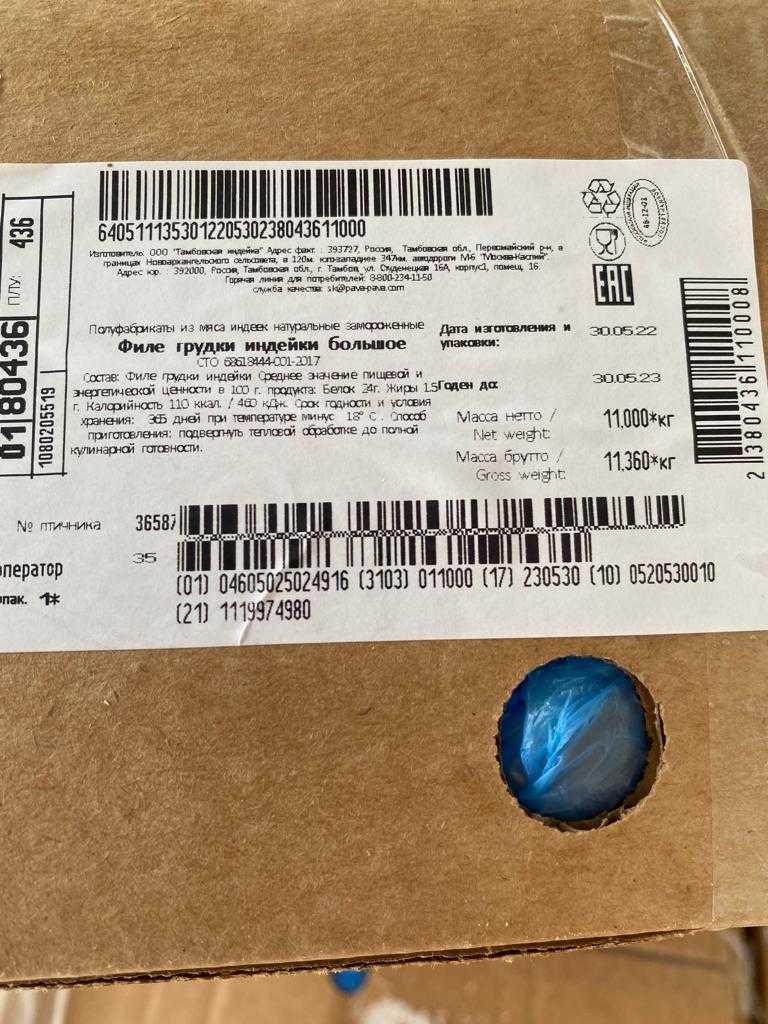 64051113530122053023804361​1000
Изготовитель: ООО "Тамбовская индейка" Адрес факт. : 393727, Россия, Тамбовская обл., Первомайский р-н, в
границах Новоархангельского сельсовета, в 120м. юго-западнее 347км. автодороги М-6 "Москва-Каспий".
Адрес юр. 392000, Россия, Тамбовская обл., г. Тамбов, ул. Студенецкая 16А, корпус1, помещ. 16.
Горячая линия для потребителей: 8-800-234-11-50
служба качества: sk@pava-pava.com
ПЛУ: 436
01180436
1080205519
EAC
Полуфабрикаты из мяса индеек натуральные замороженные
Филе грудки индейки большое
СТО 68618444-001-2017
Состав: Филе грудки индейки Среднее значение пищевой и
энергетической ценности в 100 г. продукта: Белок 24г. Жиры 1.5
г. Калорийность 110 ккал. / 460 кДж. Срок годности и условия
хранения: 365 дней при температуре минус 18° С . Способ
приготовления: подвергнуть тепловой обработке до полной
кулинарной готовности.
Дата изготовления и упаковки: 30.05.22
Годен до: 30.05.23
Масса нетто / 11,000*кг
Net weight:
Масса брутто / 11,360*кг
Gross weight:
2380436110008
№ птичника 36587
35
оператор
пак. 1*
(01) 04605025024916 (3103) 011000 (17) 230530 (10) 0520530010
(21) 1119974980